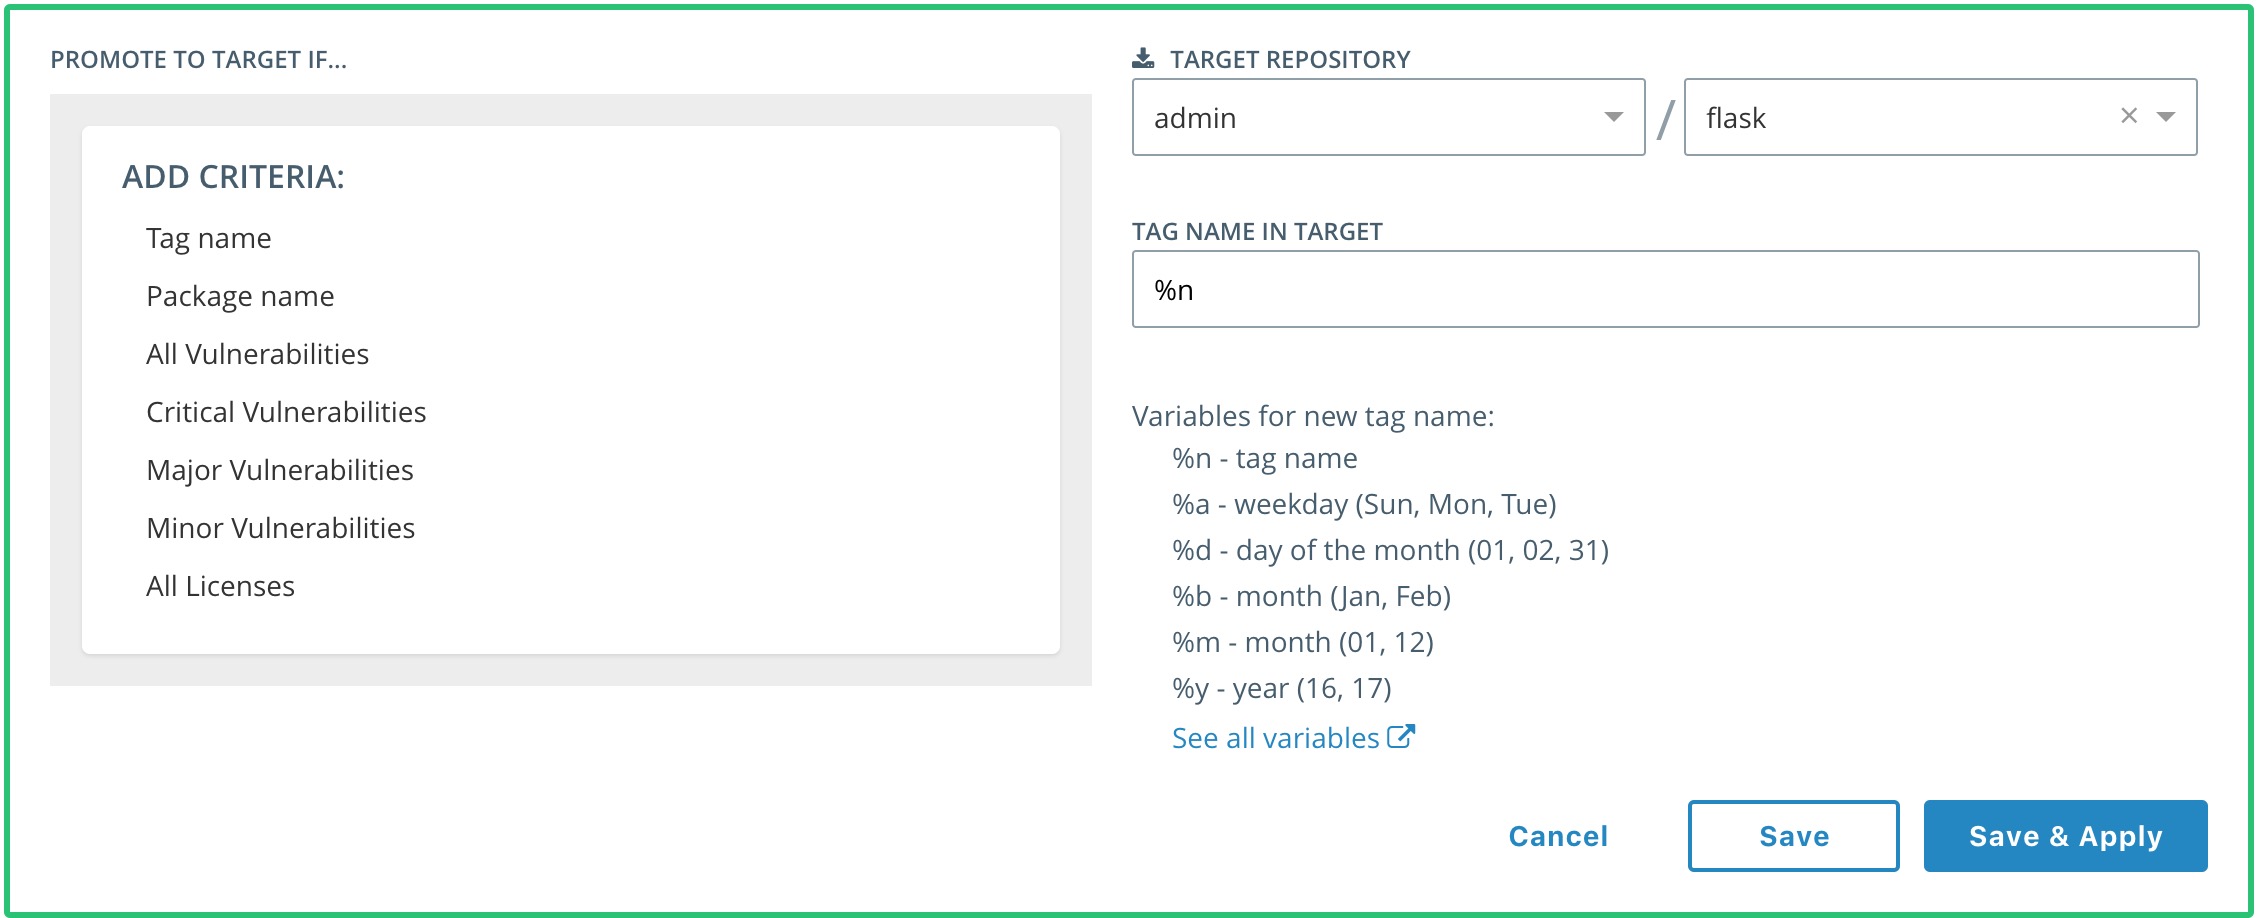 PROMOTE TO TARGET IF...
ADD CRITERIA:
Tag name
Package name
All Vulnerabilities
Critical Vulnerabilities
Major Vulnerabilities
Minor Vulnerabilities
All Licenses
TARGET REPOSITORY
admin / flask
TAG NAME IN TARGET
%n
Variables for new tag name:
%n - tag name
%a - weekday (Sun, Mon, Tue)
%d - day of the month (01, 02, 31)
%b - month (Jan, Feb)
%m - month (01, 12)
%y - year (16, 17)
See all variables
Cancel Save Save & Apply